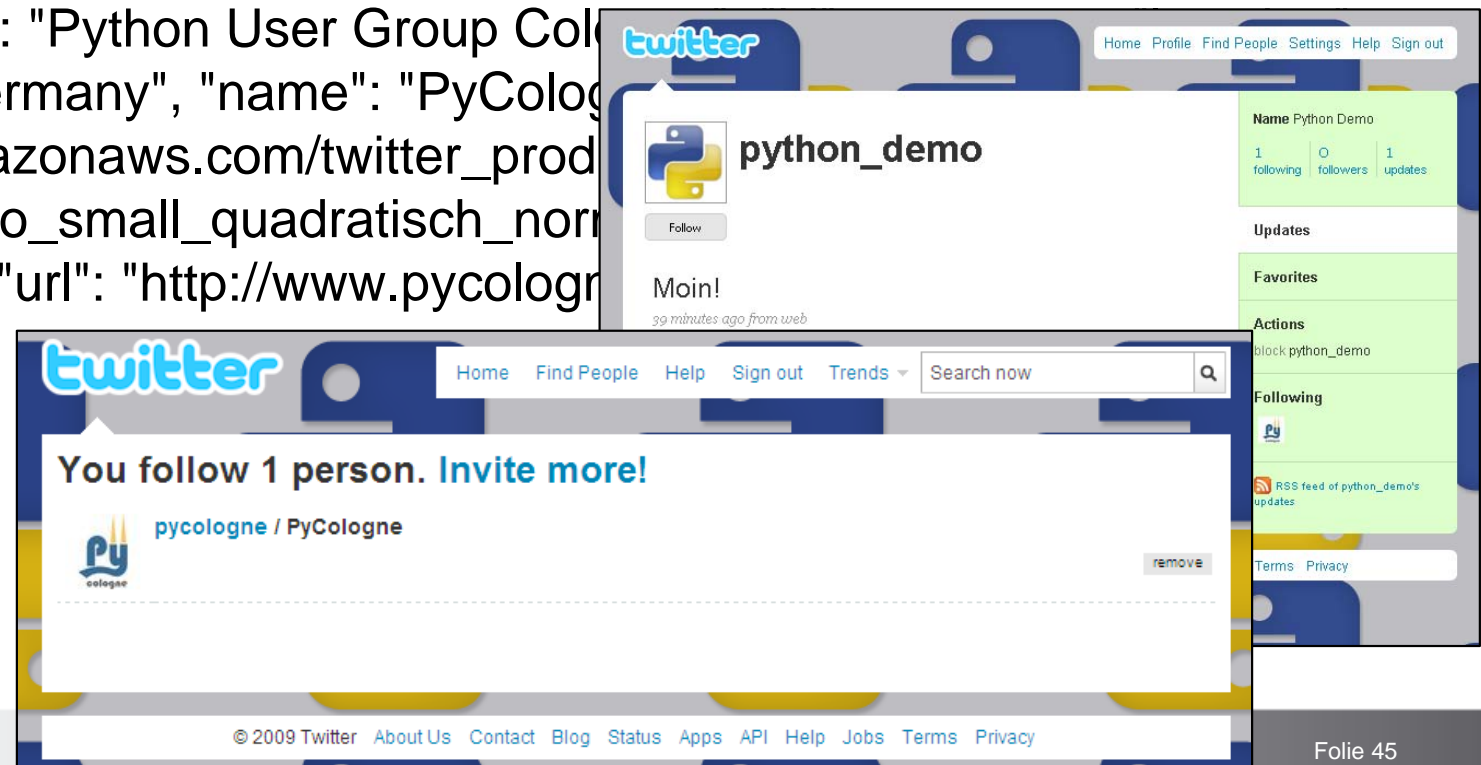 : "Python User Group Col
ermany", "name": "PyColog
azonaws.com/twitter_prod
o_small_quadratisch_nor
"url": "http://www.pycologn
twitter
Home Profile Find People Settings Help Sign out
python_demo
Follow
Moin!
39 minutes ago from web
Name Python Demo
1 0 1
following followers updates
Updates
Favorites
Actions
block python_demo
Following
Py
RSS feed of python_demo's
updates
Terms Privacy
twitter
Home Find People Help Sign out Trends Search now
You follow 1 person. Invite more!
pycologne / PyCologne
Py
cologne
remove
© 2009 Twitter About Us Contact Blog Status Apps API Help Jobs Terms Privacy
Folie 45